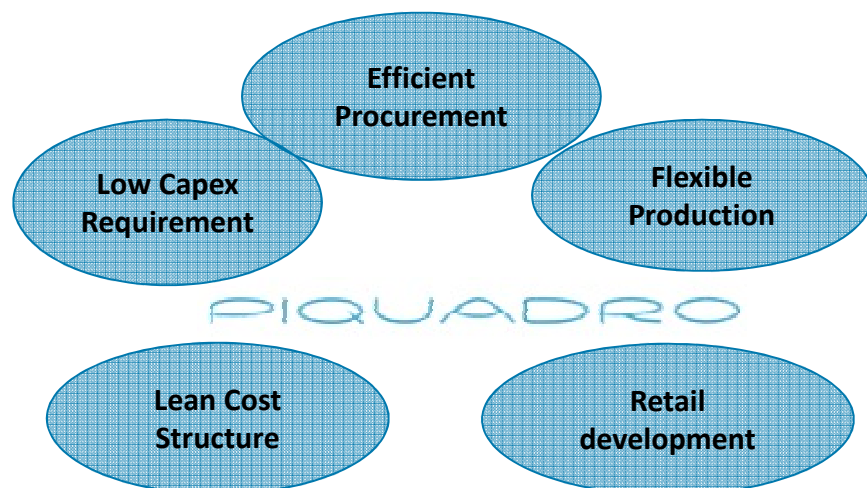 Efficient
Procurement
Low Capex
Requirement
Flexible
Production
PIQUADRO
Lean Cost
Structure
Retail
development